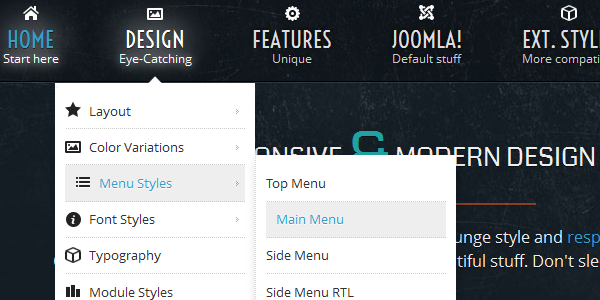 HOME DESIGN FEATURES JOOMLA! EXT. STYL
Start here Eye-Catching Unique Default stuff More compati
Layout
Color Variations
Menu Styles
Font Styles
Typography
Module Styles
Top Menu
Main Menu
Side Menu
Side Menu RTL
ONSIVE & MODERN DESIGN
unge style and resp
tiful stuff. Don't sle